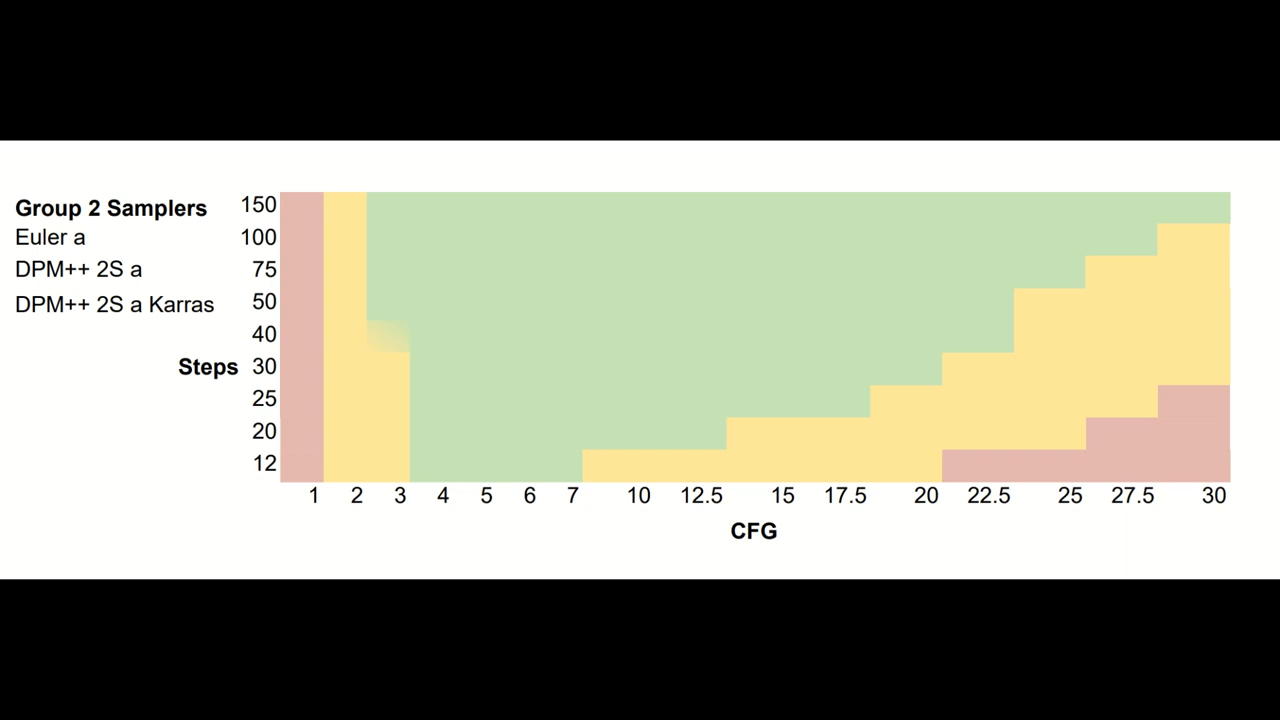 Group 2 Samplers
Euler a
DPM++ 2S a
DPM++ 2S a Karras
Steps
150
100
75
50
40
30
25
20
12
1 2 3 4 5 6 7 10 12.5 15 17.5 20 22.5 25 27.5 30
CFG